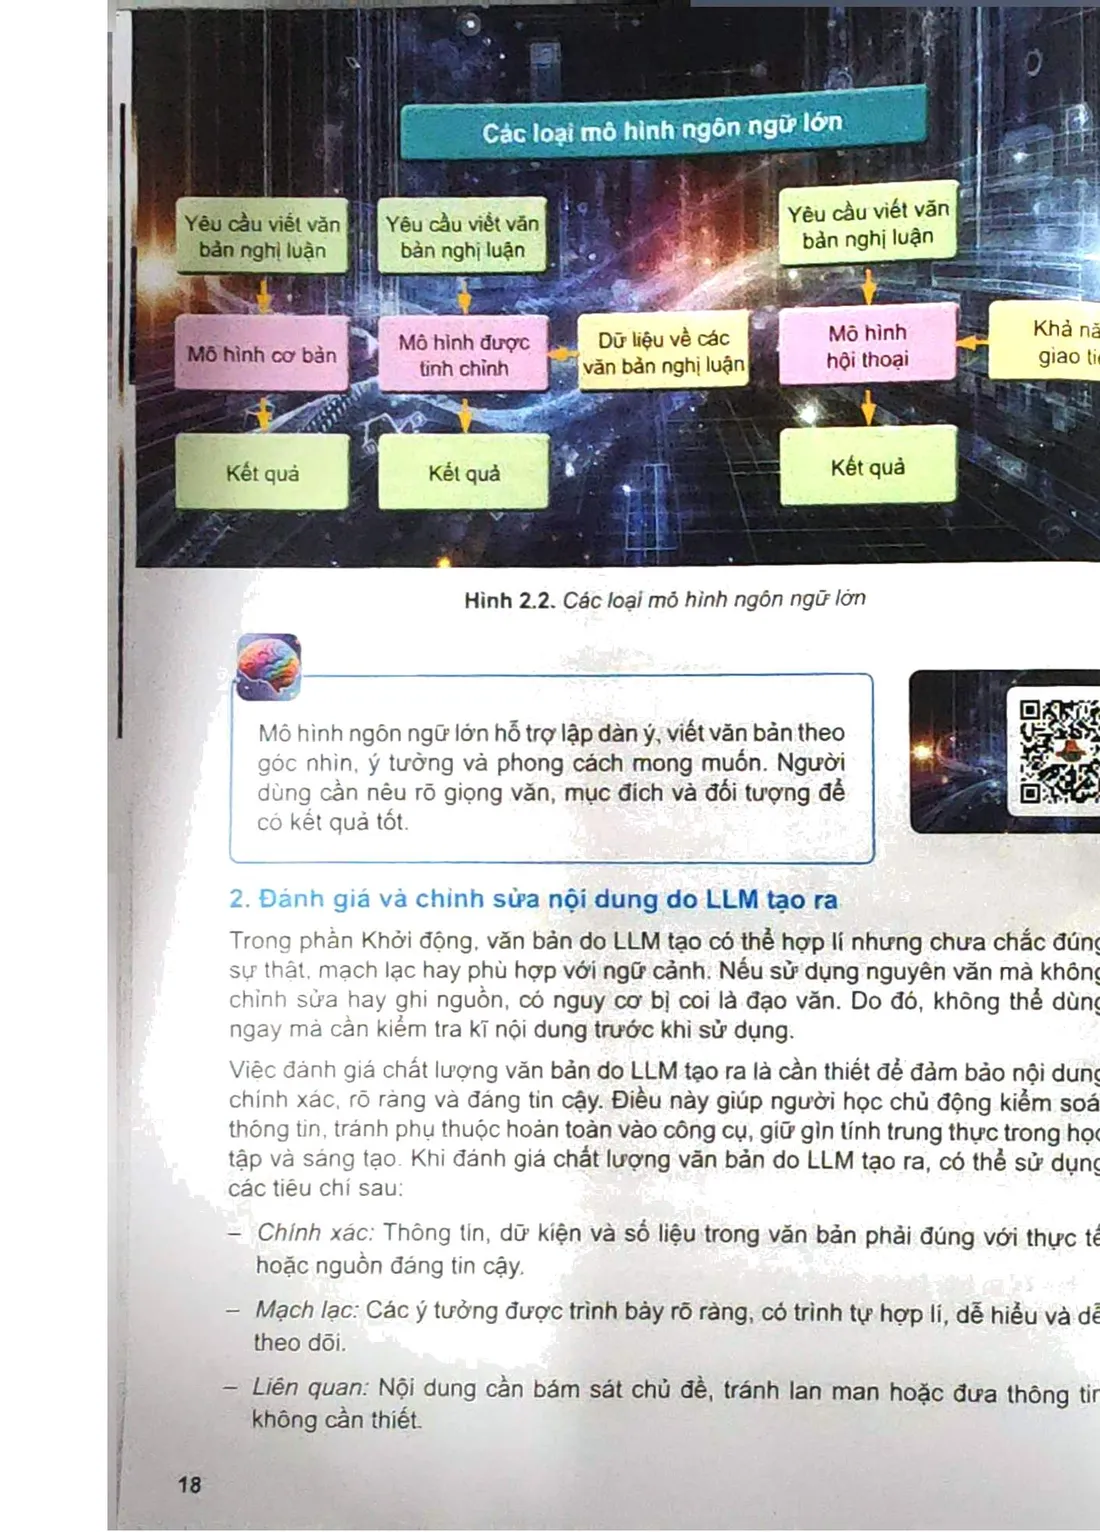 Các loại mô hình ngôn ngữ lớn
Yêu cầu viết văn
bản nghị luận
Yêu cầu viết văn
bản nghị luận
Yêu cầu viết văn
bản nghị luận
Mô hình cơ bản
Mô hình được
tinh chỉnh
Dữ liệu về các
văn bản nghị luận
Mô hình
hội thoại
Khả
giao
Kết quả
Kết quả
Kết quả
Hình 2.2. Các loại mô hình ngôn ngữ lớn
Mô hình ngôn ngữ lớn hỗ trợ lập dàn ý, viết văn bản theo
góc nhìn, ý tưởng và phong cách mong muốn. Người
dùng cần nêu rõ giọng văn, mục đích và đối tượng để
có kết quả tốt.
2. Đánh giá và chỉnh sửa nội dung do LLM tạo ra
Trong phần Khởi động, văn bản do LLM tạo có thể hợp lí nhưng chưa chắc đúng
sự thật, mạch lạc hay phù hợp với ngữ cảnh. Nếu sử dụng nguyên văn mà không
chỉnh sửa hay ghi nguồn, có nguy cơ bị coi là đạo văn. Do đó, không thể dùng
ngay mà cần kiểm tra kĩ nội dung trước khi sử dụng.
Việc đánh giá chất lượng văn bản do LLM tạo ra là cần thiết để đảm bảo nội dung
chính xác, rõ ràng và đáng tin cậy. Điều này giúp người học chủ động kiểm soá
thông tin, tránh phụ thuộc hoàn toàn vào công cụ, giữ gìn tính trung thực trong học
tập và sáng tạo. Khi đánh giá chất lượng văn bản do LLM tạo ra, có thể sử dụng
các tiêu chí sau:
– Chính xác: Thông tin, dữ kiện và số liệu trong văn bản phải đúng với thực tế
hoặc nguồn đáng tin cậy.
– Mạch lạc: Các ý tưởng được trình bày rõ ràng, có trình tự hợp lí, dễ hiểu và dễ
theo dõi.
– Liên quan: Nội dung cần bám sát chủ đề, tránh lan man hoặc đưa thông tin
không cần thiết.
18